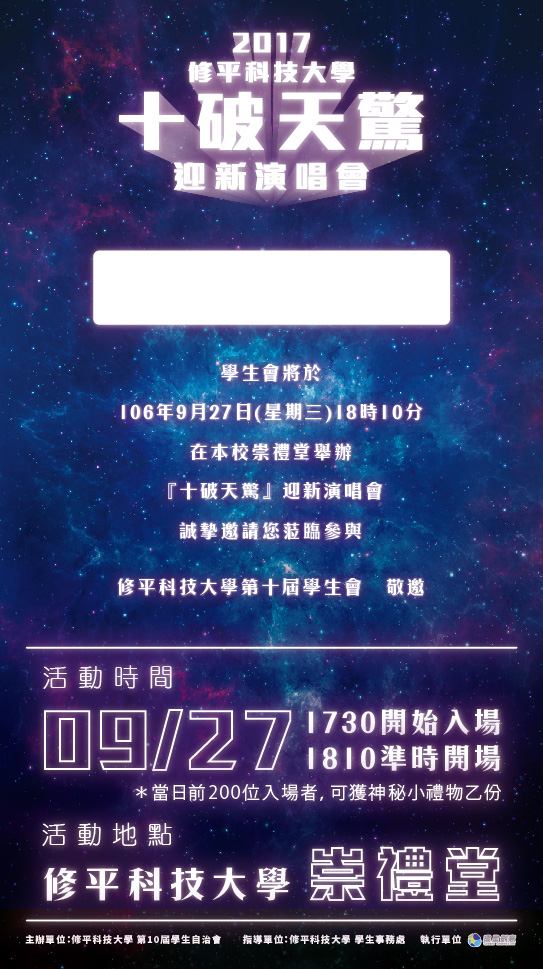 2017
修平科技大學
十破天驚
迎新演唱會
學生會將於
106年9月27日(星期三)18時10分
在本校崇禮堂舉辦
『十破天驚』迎新演唱會
誠摯邀請您蒞臨參與
修平科技大學第十屆學生會 敬邀
活動時間
09/27
1730開始入場
1810準時開場
＊當日前200位入場者, 可獲神秘小禮物乙份
活動地點
修平科技大學 崇禮堂
主辦單位:修平科技大學 第10屆學生自治會 指導單位:修平科技大學 學生事務處 執行單位